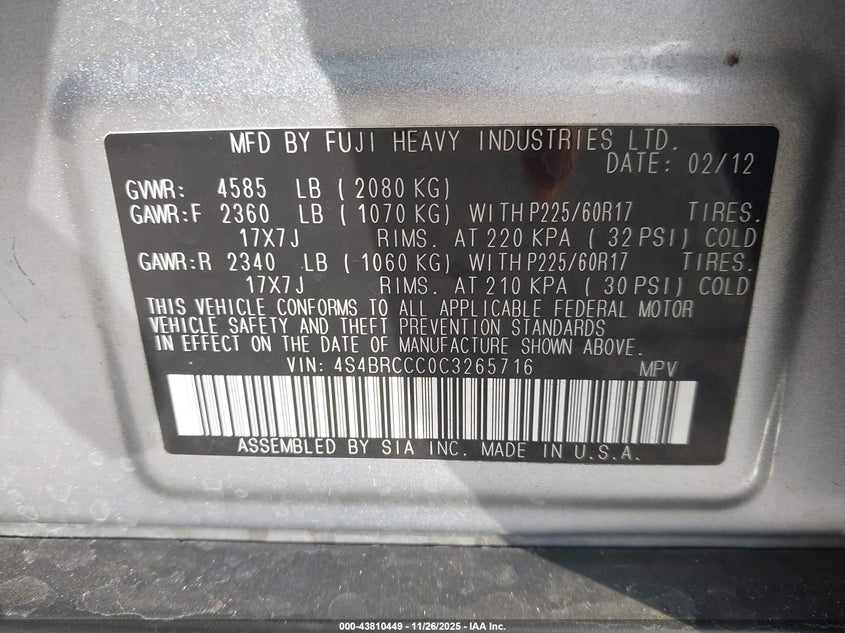 MFD BY FUJI HEAVY INDUSTRIES LTD.
DATE: 02/12
GVWR: 4585 LB ( 2080 KG)
GAWR:F 2360 LB ( 1070 KG) WITH P225/60R17 TIRES.
17X7J RIMS. AT 220 KPA ( 32 PSI) COLD
GAWR:R 2340 LB ( 1060 KG) WITH P225/60R17 TIRES.
17X7J RIMS. AT 210 KPA ( 30 PSI) COLD
THIS VEHICLE CONFORMS TO ALL APPLICABLE FEDERAL MOTOR
VEHICLE SAFETY AND THEFT PREVENTION STANDARDS
IN EFFECT ON THE DATE OF MANUFACTURE SHOWN ABOVE.
VIN: 4S4BRCCC0C3265716 MPV
ASSEMBLED BY SIA INC. MADE IN U.S.A.
000-43810449 - 11/26/2025 - IAA Inc.